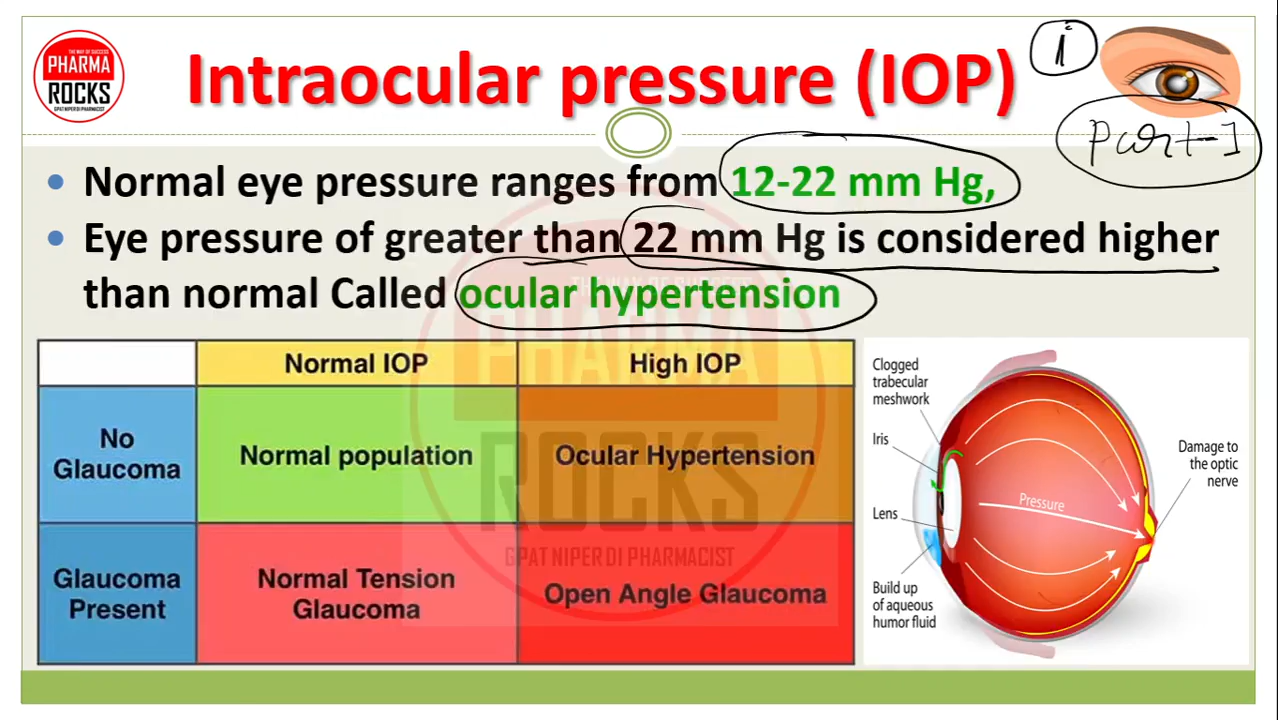 THE WAY OF SUCCESS
PHARMA
ROCKS
GPAT NIPER DI PHARMACIST
Intraocular pressure (IOP)
i
Part-I
• Normal eye pressure ranges from 12-22 mm Hg,
• Eye pressure of greater than 22 mm Hg is considered higher
than normal Called ocular hypertension
Normal IOP
High IOP
No
Glaucoma
Normal population
Ocular Hypertension
Glaucoma
Present
Normal Tension
Glaucoma
Open Angle Glaucoma
Clogged
trabecular
meshwork
Iris
Lens
Build up
of aqueous
humor fluid
Pressure
Damage to
the optic
nerve
THE WAY OF SUCCESS
PHARMA
ROCKS
GPAT NIPER DI PHARMACIST